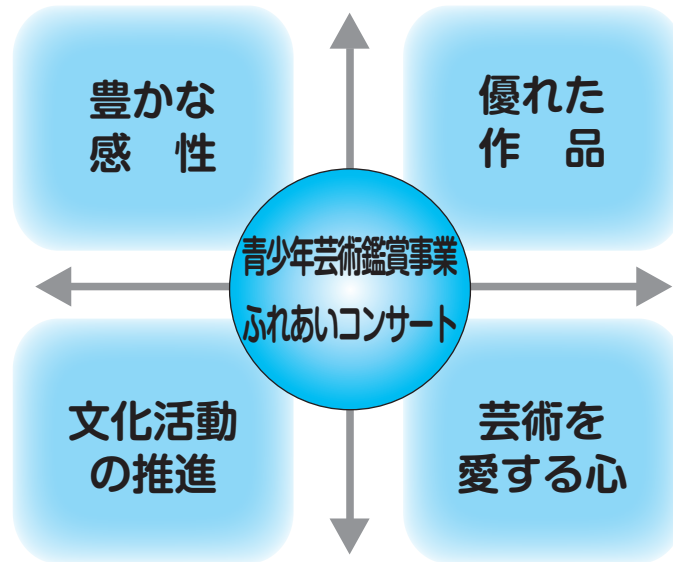 豊かな
感　性
優れた
作　品
青少年芸術鑑賞事業
ふれあいコンサート
文化活動
の推進
芸術を
愛する心